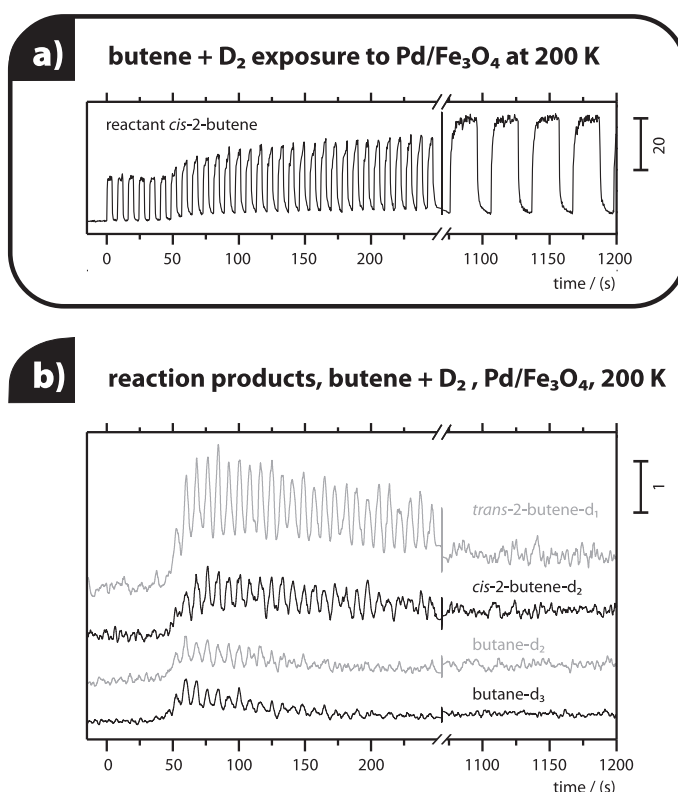 a) butene + D₂ exposure to Pd/Fe₃O₄ at 200 K
reactant cis-2-butene
20
0 50 100 150 200 1100 1150 1200
time / (s)
b) reaction products, butene + D₂ , Pd/Fe₃O₄, 200 K
1
trans-2-butene-d₁
cis-2-butene-d₂
butane-d₂
butane-d₃
0 50 100 150 200 1100 1150 1200
time / (s)